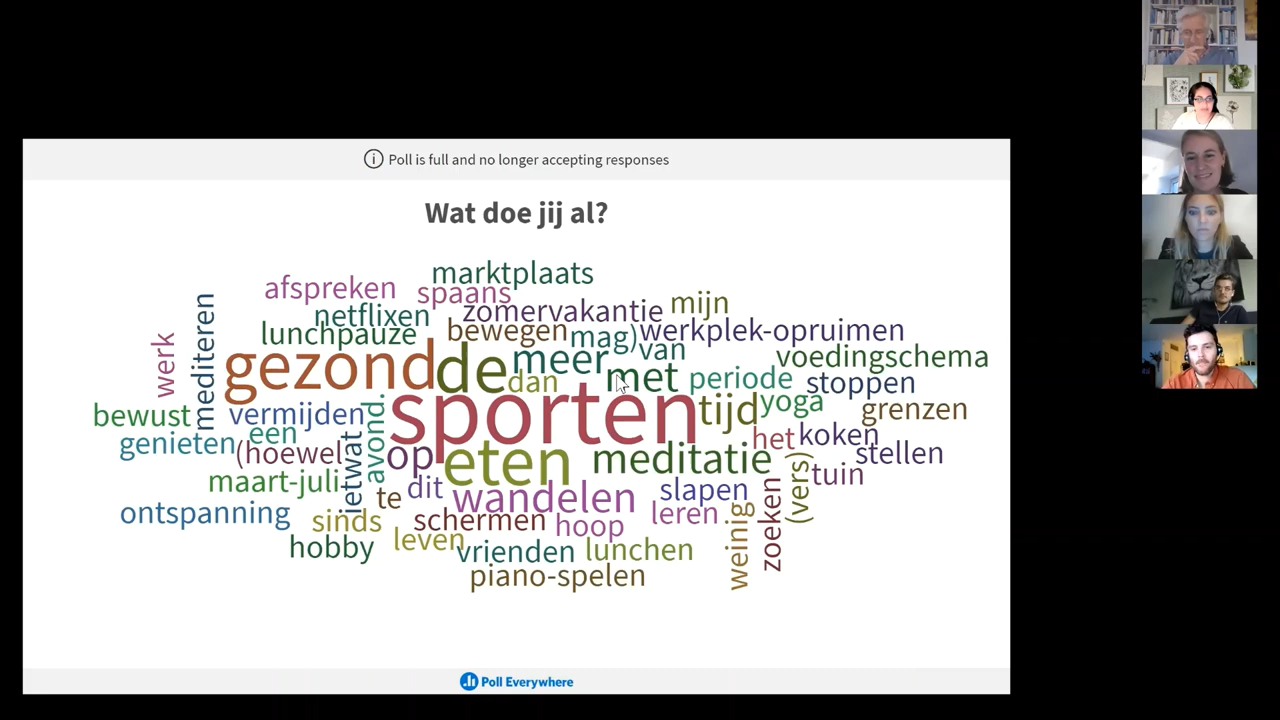 Poll is full and no longer accepting responses
Wat doe jij al?
marktplaats
afspreken
spaans
mijn
netflixen
zomervakantie
lunchpauze
bewegen
mag)
werkplek-opruimen
mediteren
werk
gezond
de
meer
van
voedingschema
dan
met
periode
stoppen
bewust
vermijden
sporten
tijd
yoga
grenzen
genieten
een
avond.
het
koken
(hoewel
ietwat
op
eten
meditatie
stellen
maart-juli
te
dit
wandelen
slapen
tuin
(vers)
ontspanning
sinds
schermen
hoop
leren
weinig
zoeken
hobby
leven
vrienden
lunchen
piano-spelen
Poll Everywhere